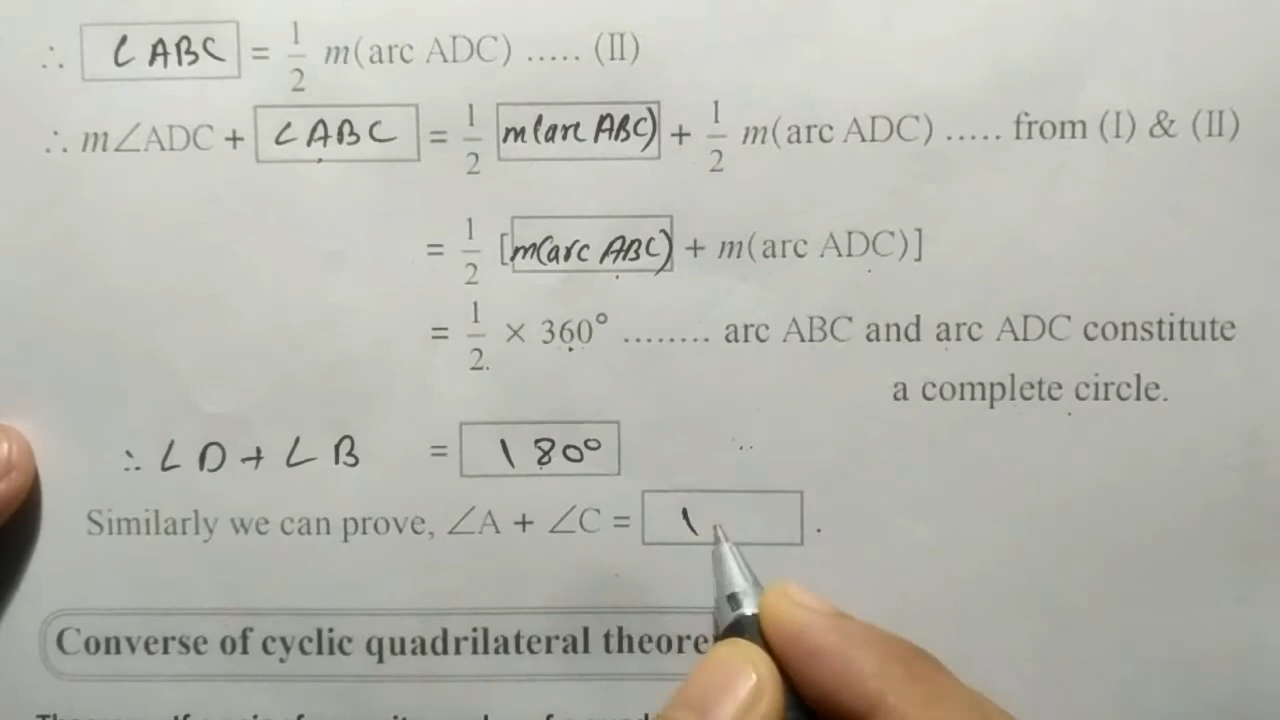 ∴ ∠ABC = 1/2 m(arc ADC) ..... (II)
∴ m∠ADC + ∠ABC = 1/2 m(arc ABC) + 1/2 m(arc ADC) ..... from (I) & (II)
= 1/2 [m(arc ABC) + m(arc ADC)]
= 1/2. × 360° ........ arc ABC and arc ADC constitute
a complete circle.
∴ ∠D + ∠B = 180°
Similarly we can prove, ∠A + ∠C = 1 .
Converse of cyclic quadrilateral